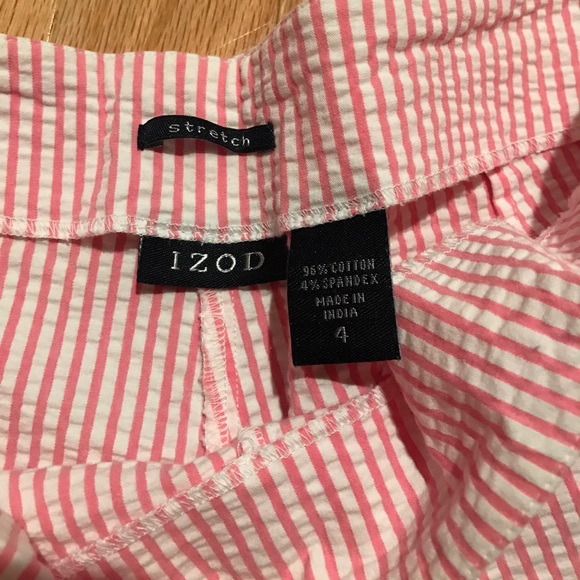 stretch
IZOD
96% COTTON
4% SPANDEX
MADE IN
INDIA
4